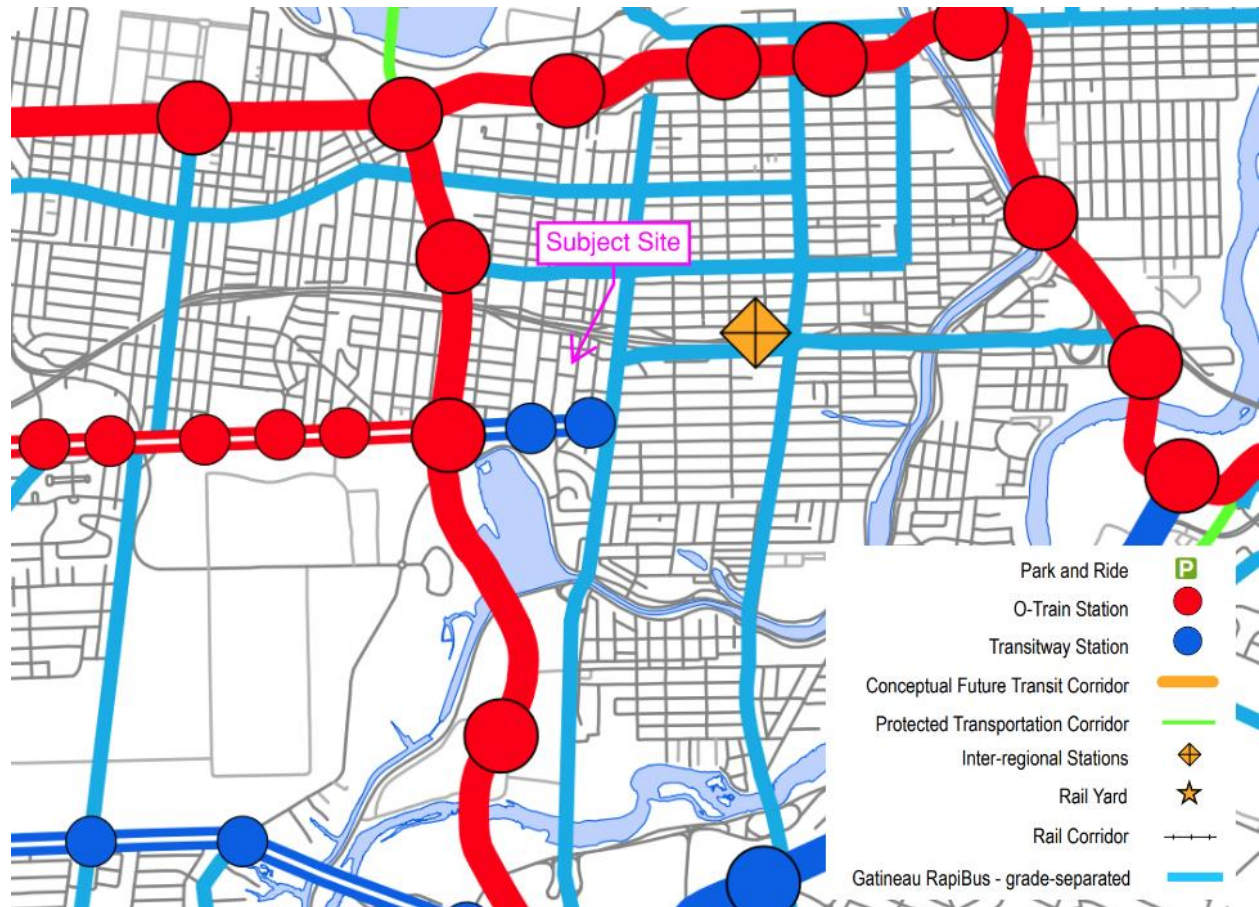 Subject Site
Park and Ride
P
O-Train Station
Transitway Station
Conceptual Future Transit Corridor
Protected Transportation Corridor
Inter-regional Stations
Rail Yard
Rail Corridor
Gatineau RapiBus - grade-separated